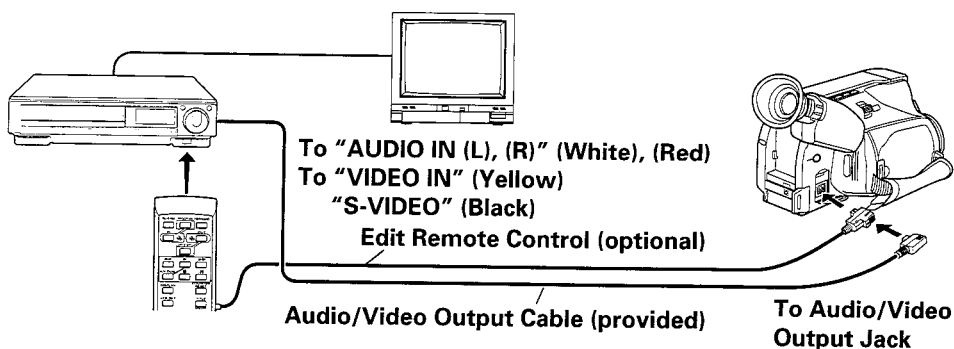 To "AUDIO IN (L), (R)" (White), (Red)
To "VIDEO IN" (Yellow)
"S-VIDEO" (Black)
Edit Remote Control (optional)
Audio/Video Output Cable (provided)
To Audio/Video
Output Jack